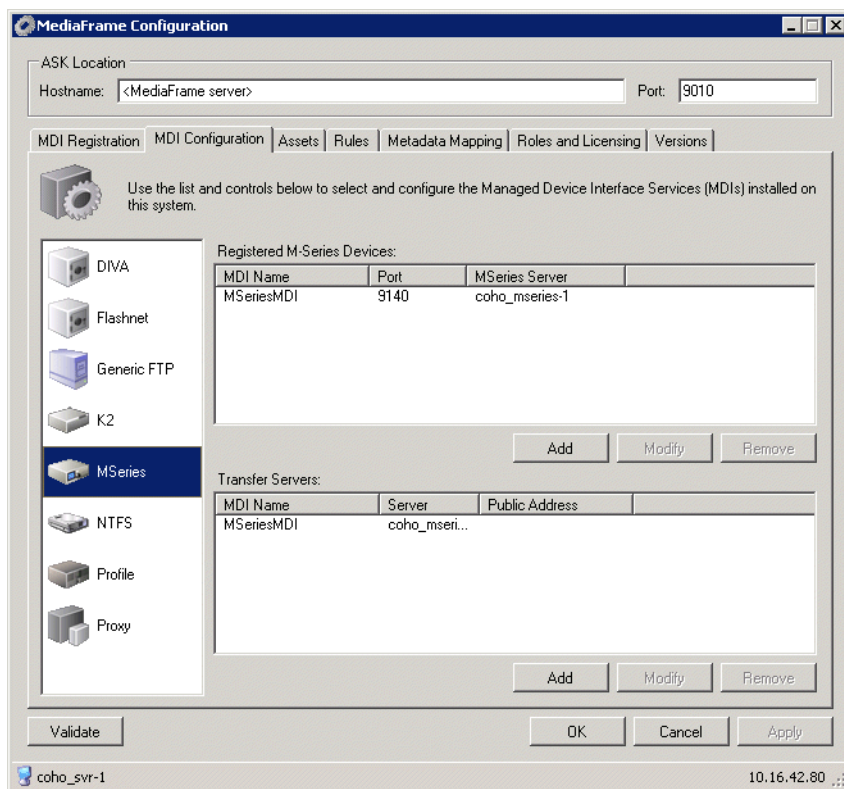 MediaFrame Configuration
ASK Location
Hostname: <MediaFrame server> Port: 9010
MDI Registration MDI Configuration Assets Rules Metadata Mapping Roles and Licensing Versions
Use the list and controls below to select and configure the Managed Device Interface Services (MDIs) installed on
this system.
DIVA
Flashnet
Generic FTP
K2
MSeries
NTFS
Profile
Proxy
Registered M-Series Devices:
MDI Name Port MSeries Server
MSeriesMDI 9140 coho_mseries-1
Add Modify Remove
Transfer Servers:
MDI Name Server Public Address
MSeriesMDI coho_mseri...
Add Modify Remove
Validate OK Cancel Apply
coho_svr-1 10.16.42.80